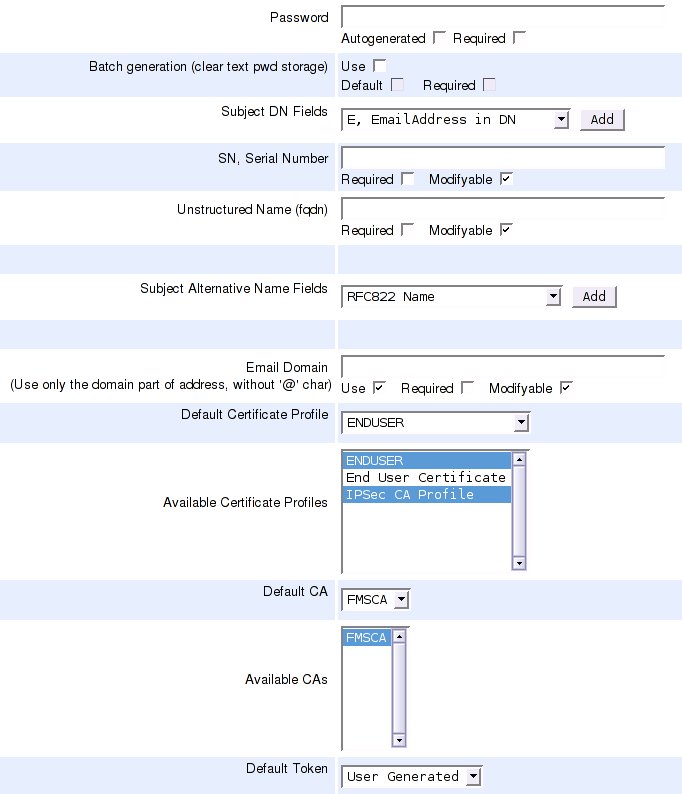 Password
Autogenerated Required
Batch generation (clear text pwd storage) Use
Default Required
Subject DN Fields E, EmailAddress in DN Add
SN, Serial Number
Required Modifyable
Unstructured Name (fqdn)
Required Modifyable
Subject Alternative Name Fields RFC822 Name Add
Email Domain
(Use only the domain part of address, without '@' char) Use Required Modifyable
Default Certificate Profile ENDUSER
ENDUSER
End User Certificate
IPSec CA Profile
Available Certificate Profiles
Default CA FMSCA
FMSCA
Available CAs
Default Token User Generated